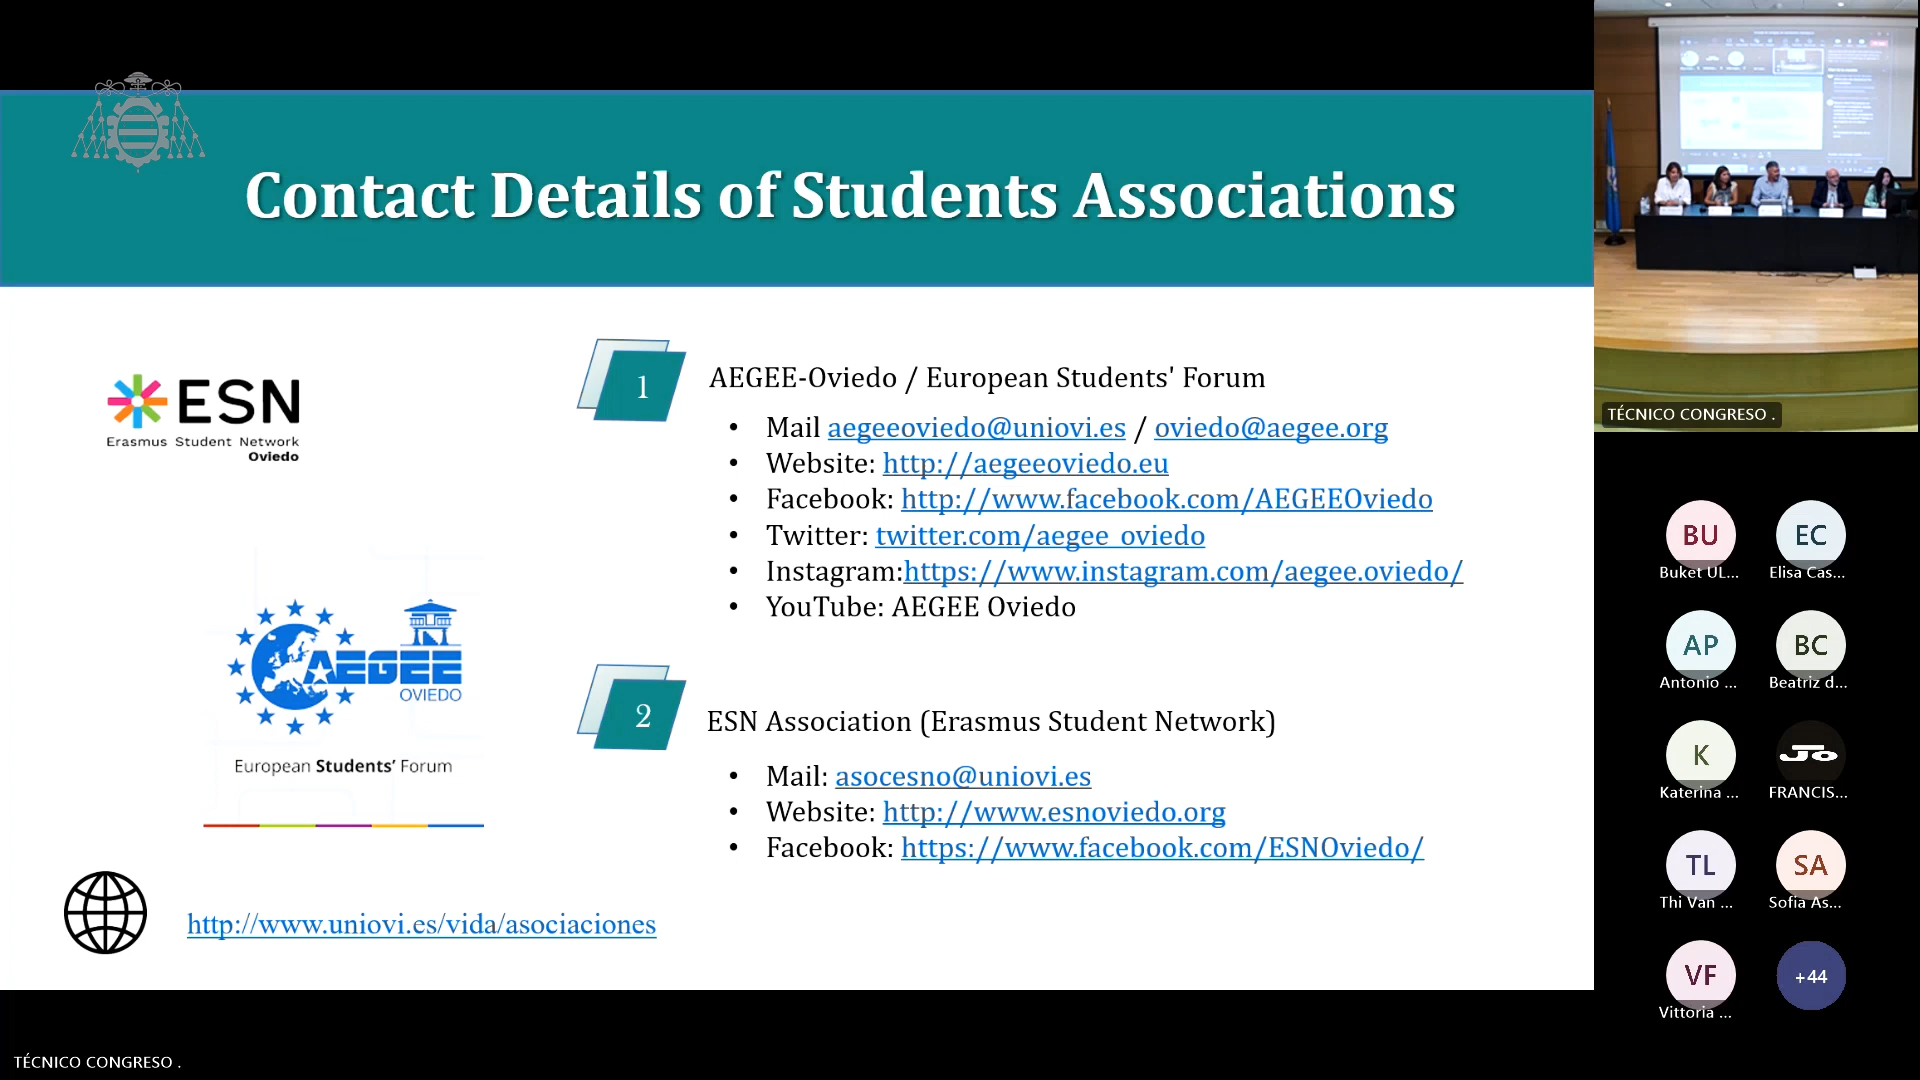 Contact Details of Students Associations
ESN
Erasmus Student Network
Oviedo
1
AEGEE-Oviedo / European Students' Forum
• Mail aegeeoviedo@uniovi.es / oviedo@aegee.org
• Website: http://aegeeoviedo.eu
• Facebook: http://www.facebook.com/AEGEEOviedo
• Twitter: twitter.com/aegee_oviedo
• Instagram:https://www.instagram.com/aegee.oviedo/
• YouTube: AEGEE Oviedo
AEGEE
OVIEDO
European Students' Forum
2
ESN Association (Erasmus Student Network)
• Mail: asocesno@uniovi.es
• Website: http://www.esnoviedo.org
• Facebook: https://www.facebook.com/ESNOviedo/
http://www.uniovi.es/vida/asociaciones
TÉCNICO CONGRESO .
TÉCNICO CONGRESO .
BU
Buket UL...
EC
Elisa Cas...
AP
Antonio ...
BC
Beatriz d...
K
Katerina ...
Jo
FRANCIS...
TL
Thi Van ...
SA
Sofia As...
VF
Vittoria ...
+44